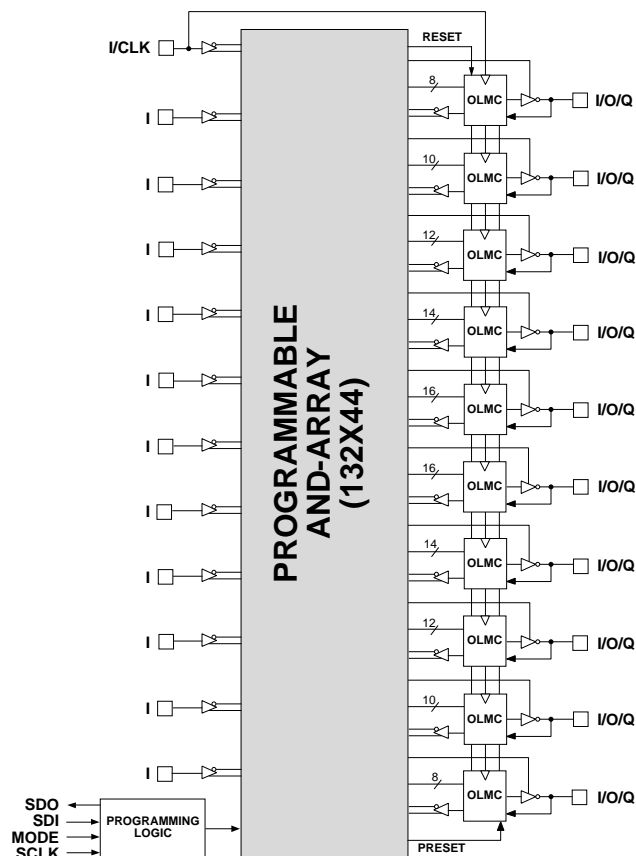 RESET
I/CLK
8
OLMC
I/O/Q
I
10
OLMC
I/O/Q
I
12
OLMC
I/O/Q
I
14
OLMC
I/O/Q
I
PROGRAMMABLE
AND-ARRAY
(132X44)
16
OLMC
I/O/Q
I
16
OLMC
I/O/Q
I
14
OLMC
I/O/Q
I
12
OLMC
I/O/Q
I
10
OLMC
I/O/Q
I
8
OLMC
I/O/Q
I
SDO
SDI
MODE
SCLK
PROGRAMMING
LOGIC
PRESET